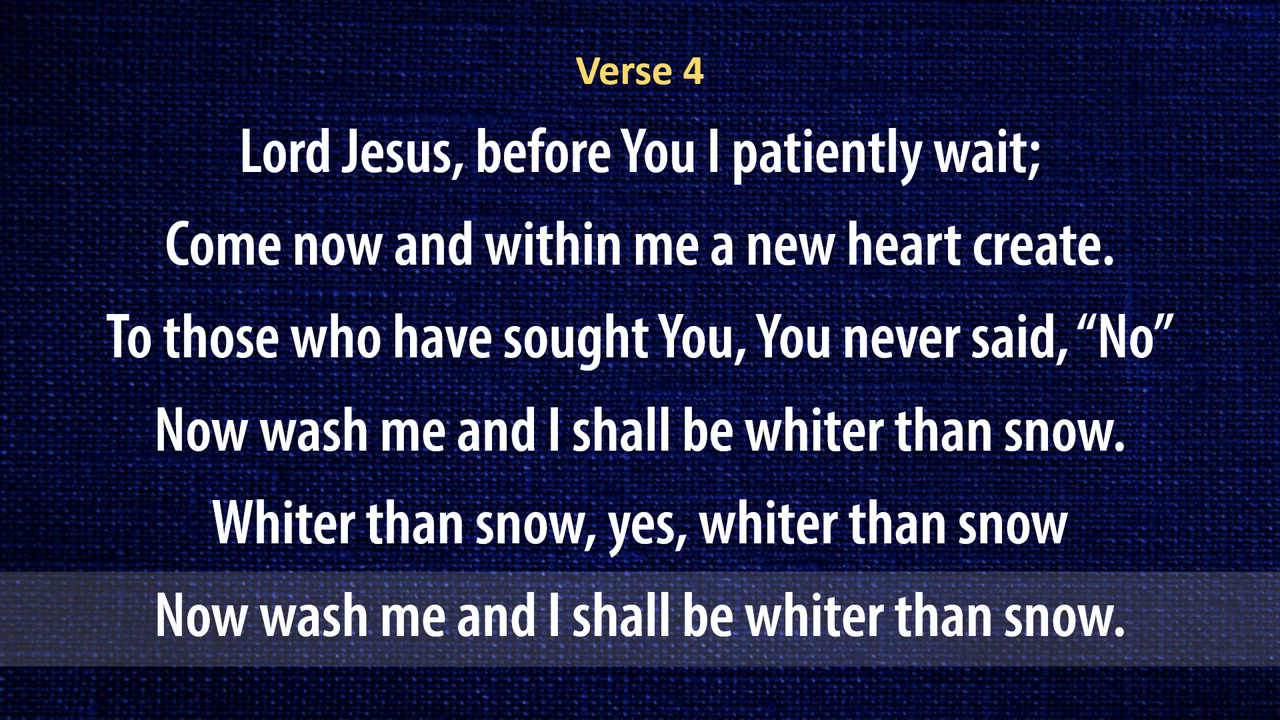 Verse 4
Lord Jesus, before You I patiently wait;
Come now and within me a new heart create.
To those who have sought You, You never said, “No”
Now wash me and I shall be whiter than snow.
Whiter than snow, yes, whiter than snow
Now wash me and I shall be whiter than snow.